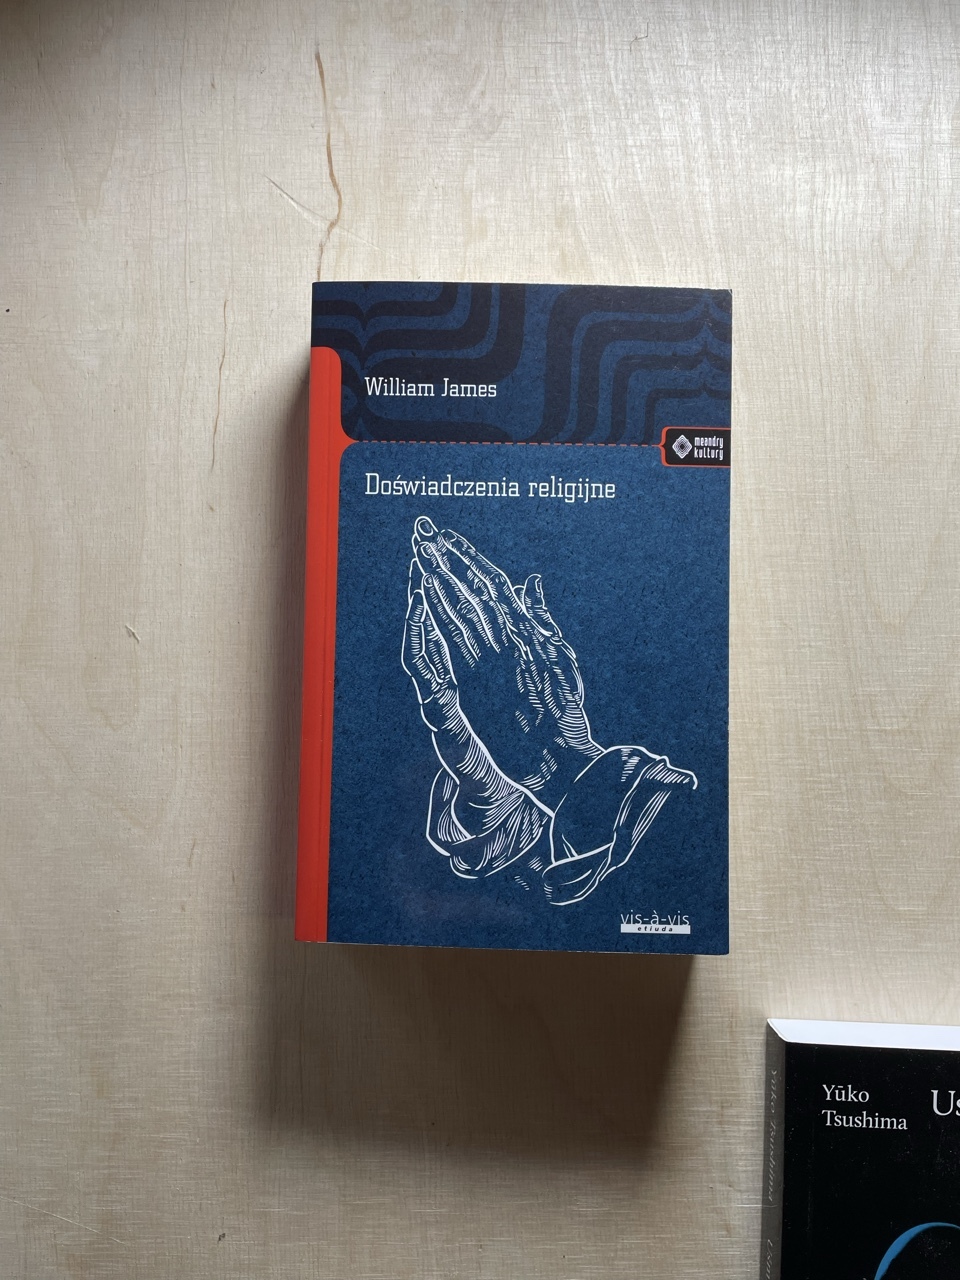 William James
meandry
kultury
Doświadczenia religijne
vis-à-vis
etiuda
Yūko
Tsushima